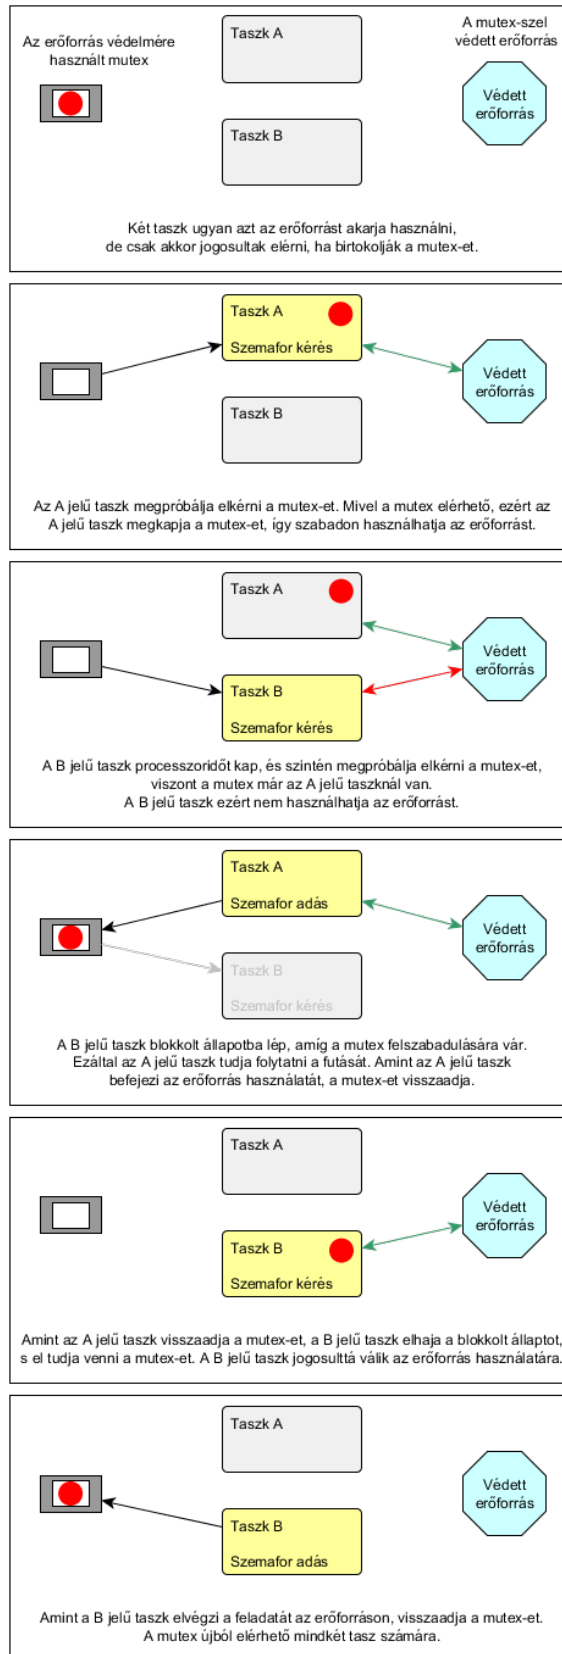 Az erőforrás védelmére
használt mutex
Taszk A
A mutex-szel
védett erőforrás
Védett
erőforrás
Taszk B
Két taszk ugyan azt az erőforrást akarja használni,
de csak akkor jogosultak elérni, ha birtokolják a mutex-et.
Taszk A
Szemafor kérés
Védett
erőforrás
Taszk B
Az A jelű taszk megpróbálja elkérni a mutex-et. Mivel a mutex elérhető, ezért az
A jelű taszk megkapja a mutex-et, így szabadon használhatja az erőforrást.
Taszk A
Védett
erőforrás
Taszk B
Szemafor kérés
A B jelű taszk processzoridőt kap, és szintén megpróbálja elkérni a mutex-et,
viszont a mutex már az A jelű taszknál van.
A B jelű taszk ezért nem használhatja az erőforrást.
Taszk A
Szemafor adás
Védett
erőforrás
Taszk B
Szemafor kérés
A B jelű taszk blokkolt állapotba lép, amíg a mutex felszabadulására vár.
Ezáltal az A jelű taszk tudja folytatni a futását. Amint az A jelű taszk
befejezi az erőforrás használatát, a mutex-et visszaadja.
Taszk A
Védett
erőforrás
Taszk B
Szemafor kérés
Amint az A jelű taszk visszaadja a mutex-et, a B jelű taszk elhaja a blokkolt állaptot,
s el tudja venni a mutex-et. A B jelű taszk jogosulttá válik az erőforrás használatára.
Taszk A
Védett
erőforrás
Taszk B
Szemafor adás
Amint a B jelű taszk elvégzi a feladatát az erőforráson, visszaadja a mutex-et.
A mutex újból elérhető mindkét tasz számára.